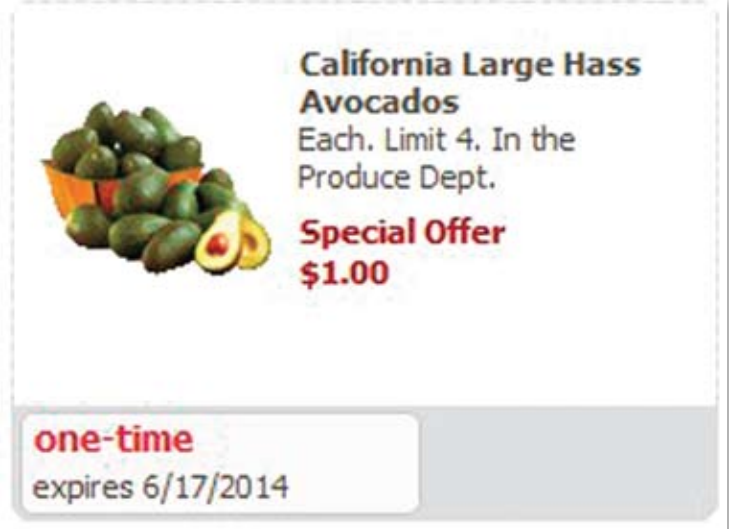 California Large Hass
Avocados
Each. Limit 4. In the
Produce Dept.
Special Offer
$1.00
one-time
expires 6/17/2014